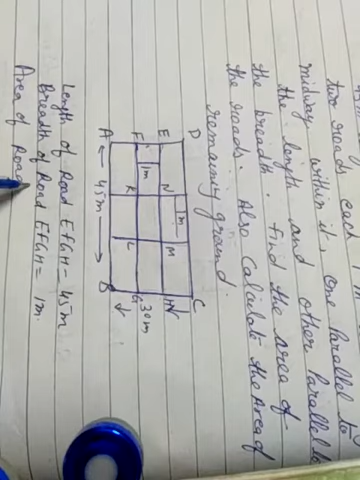 two roads each 1 m
midway within it, one Parallel to
the length and other Parallel to
the breadth. Find the area of
the roads. Also Calculate the Area of
remaining ground.
D
C
E
N
M
H
F
K
L
G
A
B
1m
1m
45m
30m
Length of Road EFGH = 45m
Breadth of Road EFGH = 1m.
Area of Road